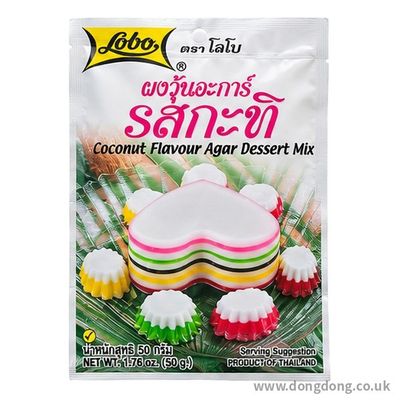 Lobo
ตรา โลโบ
®
ผงวุ้นอะการ์
รสกะทิ
Coconut Flavour Agar Dessert Mix
น้ำหนักสุทธิ 50 กรัม
NET WT. 1.76 oz. (50 g.)
Serving Suggestion
PRODUCT OF THAILAND
www.dongdong.co.uk